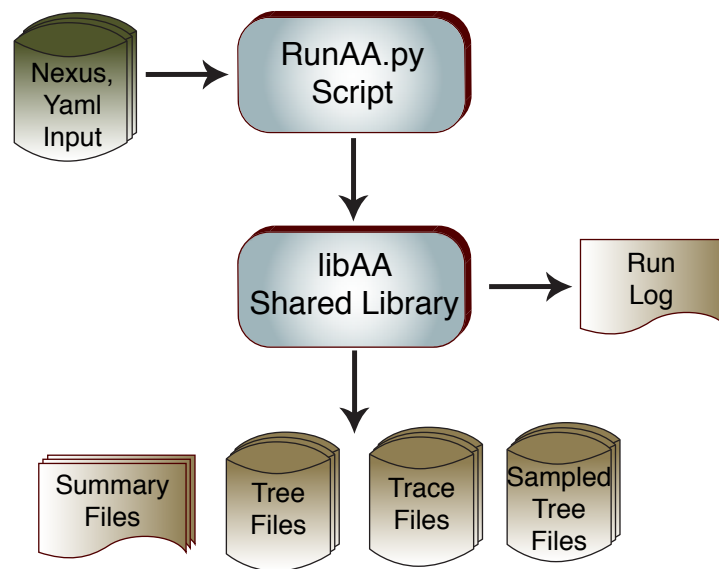 Nexus,
Yaml
Input
RunAA.py
Script
libAA
Shared Library
Run
Log
Summary
Files
Tree
Files
Trace
Files
Sampled
Tree
Files